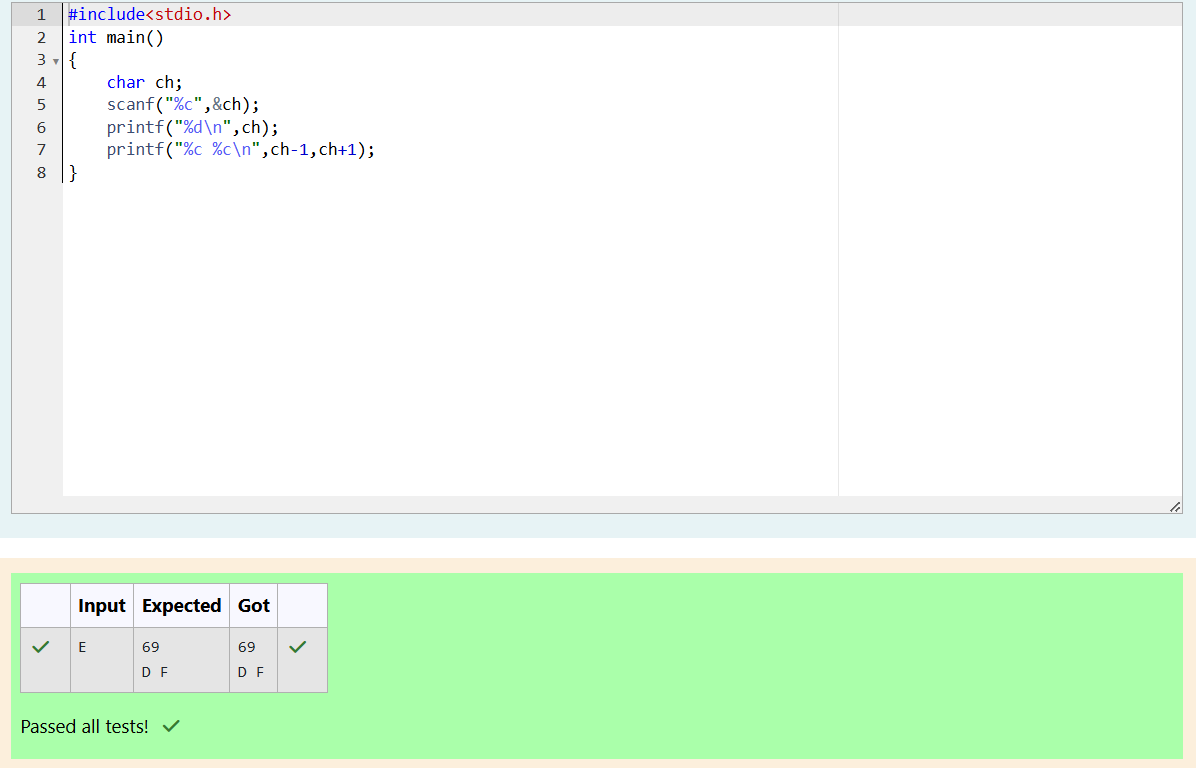 1 #include<stdio.h>
2 int main()
3 {
4 char ch;
5 scanf("%c",&ch);
6 printf("%d\n",ch);
7 printf("%c %c\n",ch-1,ch+1);
8 }
Input Expected Got
E 69 69
D F D F
Passed all tests!